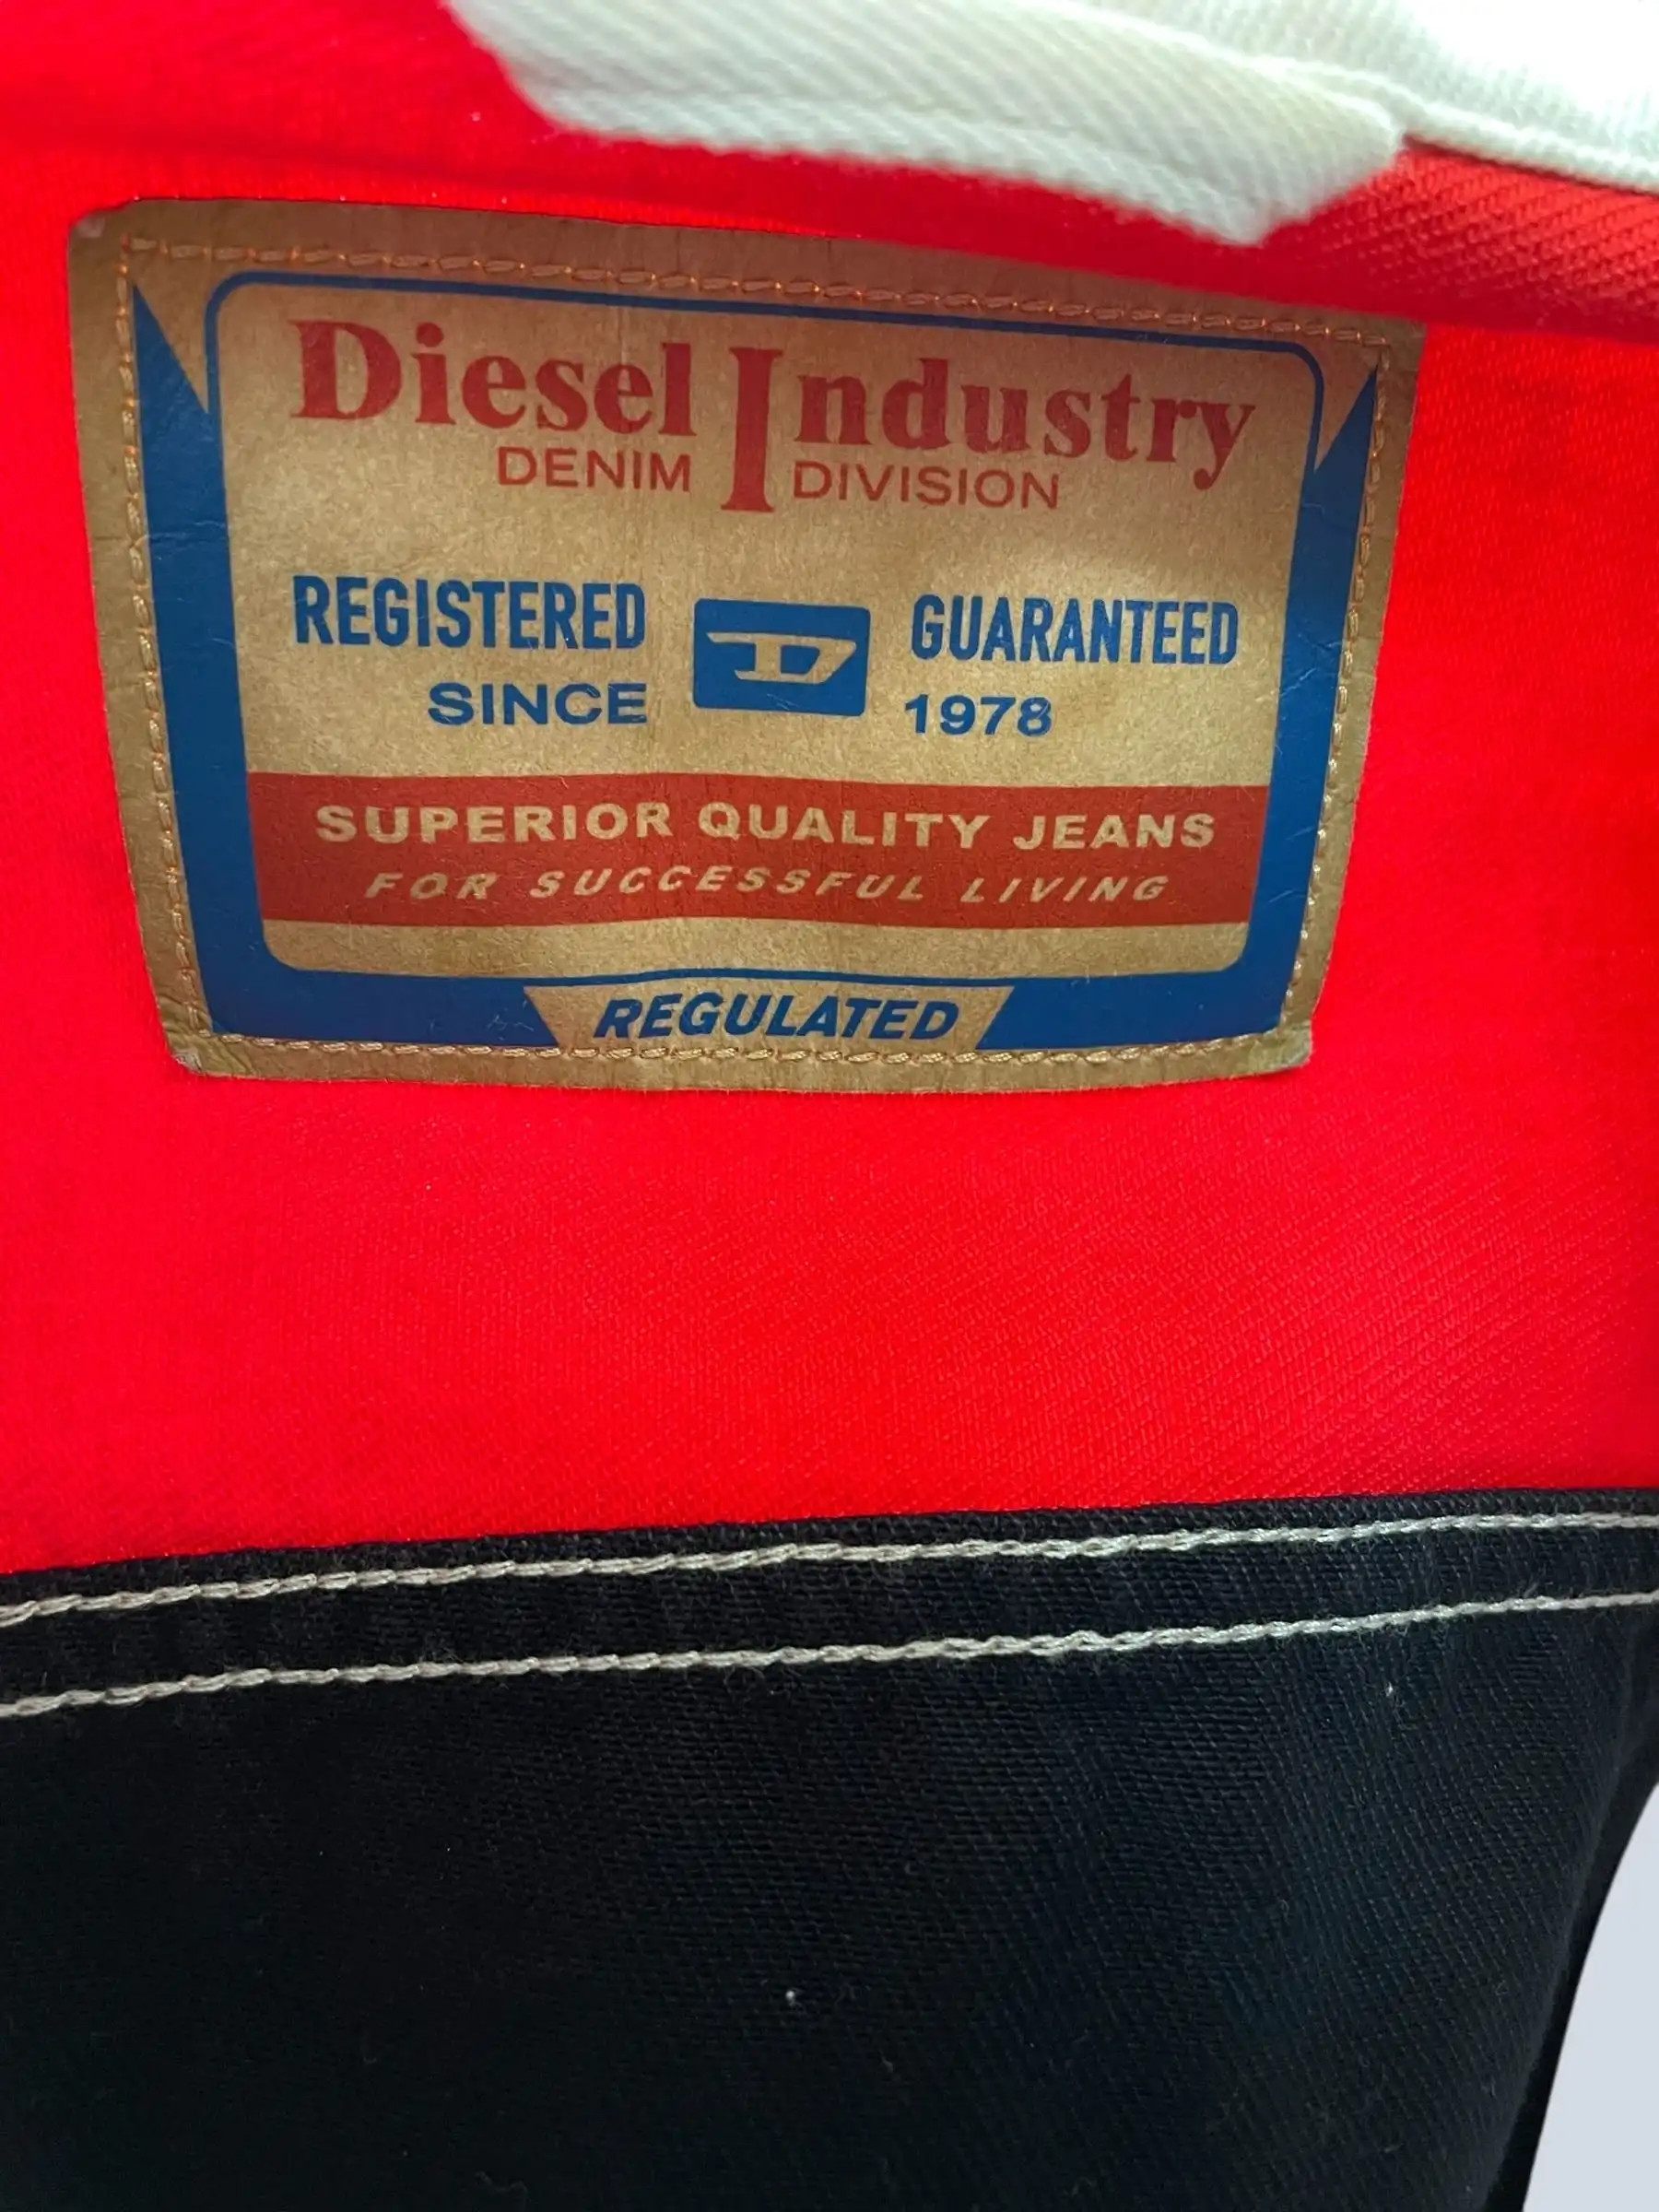 Diesel Industry
DENIM DIVISION
REGISTERED D GUARANTEED
SINCE 1978
SUPERIOR QUALITY JEANS
FOR SUCCESSFUL LIVING
REGULATED